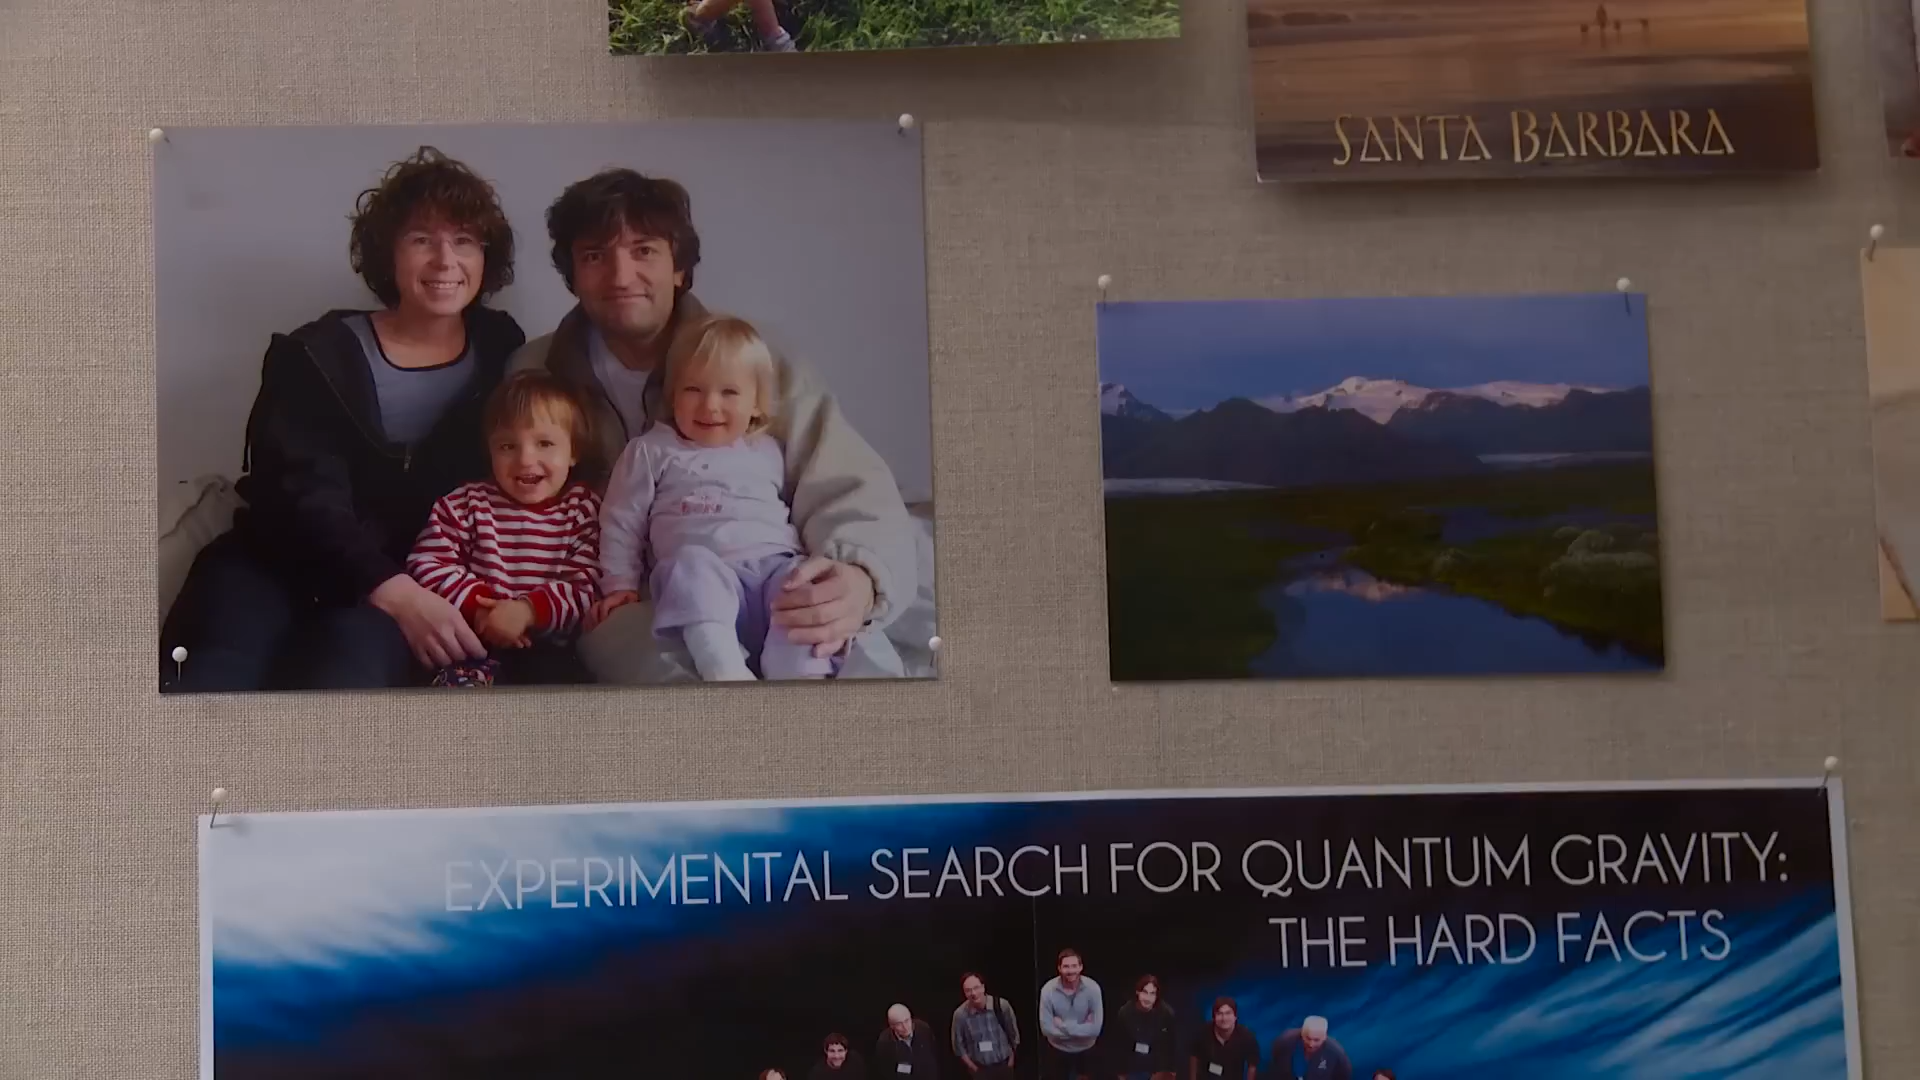 SANTA BARBARA
EXPERIMENTAL SEARCH FOR QUANTUM GRAVITY:
THE HARD FACTS